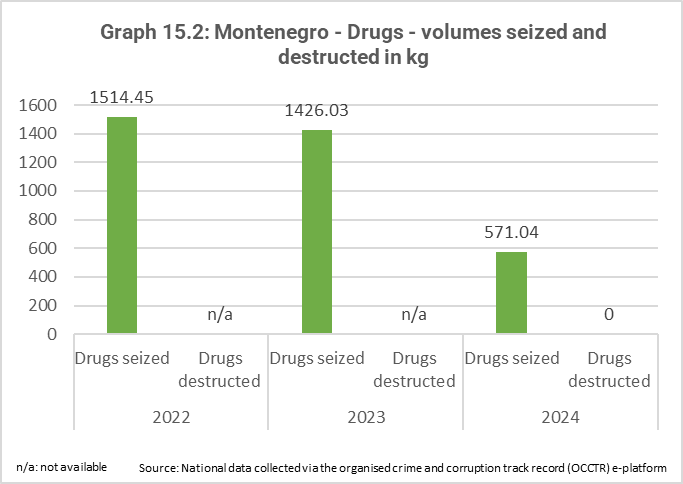 Graph 15.2: Montenegro - Drugs - volumes seized and
destructed in kg
1514.45
1426.03
571.04
n/a
n/a
0
1600
1400
1200
1000
800
600
400
200
0
Drugs seized
Drugs
destructed
Drugs seized
Drugs
destructed
Drugs seized
Drugs
destructed
2022
2023
2024
n/a: not available
Source: National data collected via the organised crime and corruption track record (OCCTR) e-platform